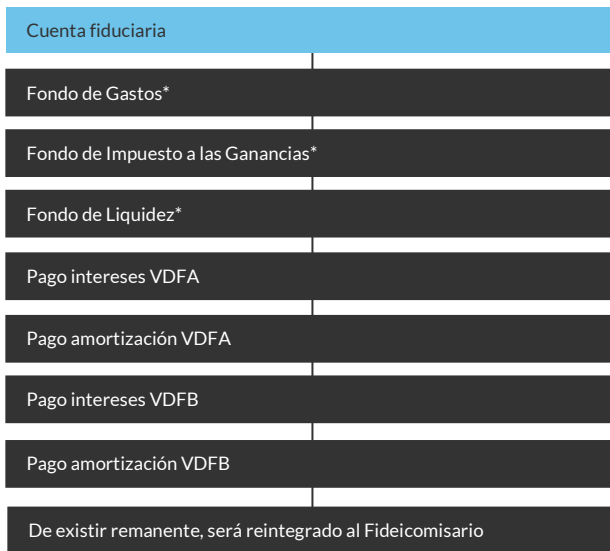 Cuenta fiduciaria
Fondo de Gastos*
Fondo de Impuesto a las Ganancias*
Fondo de Liquidez*
Pago intereses VDFA
Pago amortización VDFA
Pago intereses VDFB
Pago amortización VDFB
De existir remanente, será reintegrado al Fideicomisario